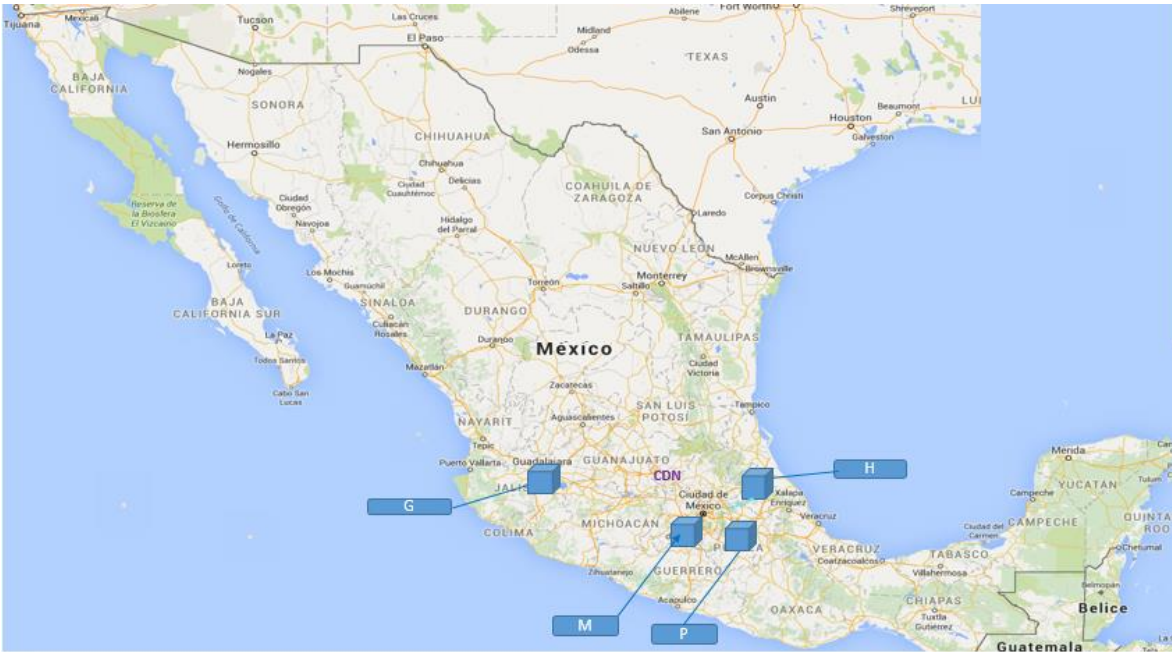 Tijuana
Mexicali
Tucson
Las Cruces
El Paso
Abilene
Fort Worth
Shreveport
Midland
Odessa
TEXAS
Nogales
BAJA
CALIFORNIA
SONORA
Austin
Beaumont
Houston
San Antonio
Galveston
Hermosillo
CHIHUAHUA
Chihuahua
Ciudad
Cuauhtémoc
Delicias
COAHUILA DE
ZARAGOZA
Corpus Christi
Laredo
Reserva de
la Biosfera
El Vizcaíno
Golfo de California
Ciudad
Obregón
Navojoa
Hidalgo
del Parral
NUEVO LEÓN
McAllen
Brownsville
Monterrey
Saltillo
Torreón
Loreto
Los Mochis
Guamúchil
SINALOA
Culiacán
Rosales
DURANGO
Durango
BAJA
CALIFORNIA SUR
La Paz
Todos Santos
Cabo San
Lucas
Mazatlán
México
TAMAULIPAS
Ciudad
Victoria
Zacatecas
SAN LUIS
POTOSÍ
Tampico
Aguascalientes
NAYARIT
Tepic
Puerto Vallarta
Guadalajara
GUANAJUATO
CDN
H
G
COLIMA
MICHOACÁN
Ciudad de
México
Xalapa
Enríquez
Veracruz
VERACRUZ
Coatzacoalcos
Zihuatanejo
GUERRERO
Acapulco
OAXACA
Mérida
YUCATÁN
Campeche
CAMPECHE
Ciudad del
Carmen
Tulum
Chetumal
TABASCO
Villahermosa
CHIAPAS
Tuxtla
Gutiérrez
Belmopan
Belice
Guatemala
M
P